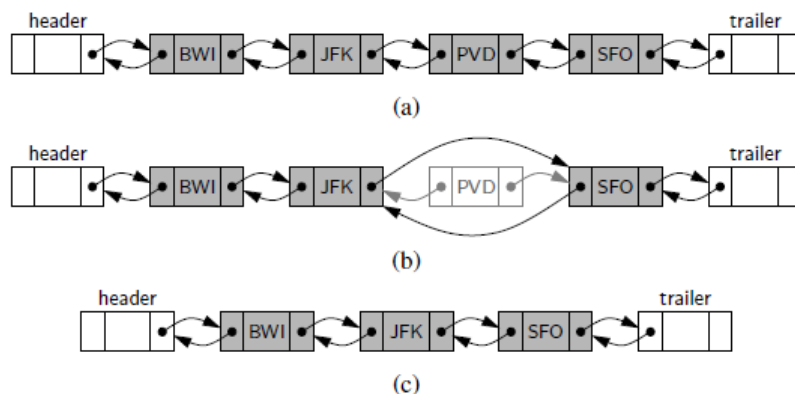 header trailer
BWI JFK PVD SFO
(a)
header trailer
BWI JFK PVD SFO
(b)
header trailer
BWI JFK SFO
(c)